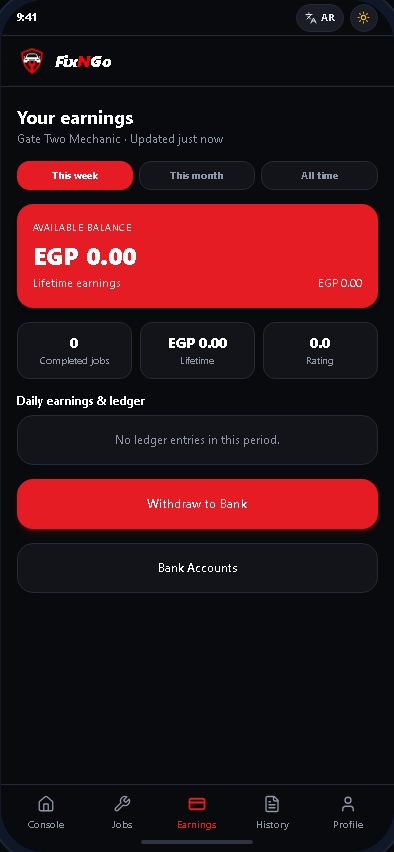 9:41
AR
FixNGo
Your earnings
Gate Two Mechanic · Updated just now
This week
This month
All time
AVAILABLE BALANCE
EGP 0.00
Lifetime earnings
EGP 0.00
0
Completed jobs
EGP 0.00
Lifetime
0.0
Rating
Daily earnings & ledger
No ledger entries in this period.
Withdraw to Bank
Bank Accounts
Console
Jobs
Earnings
History
Profile